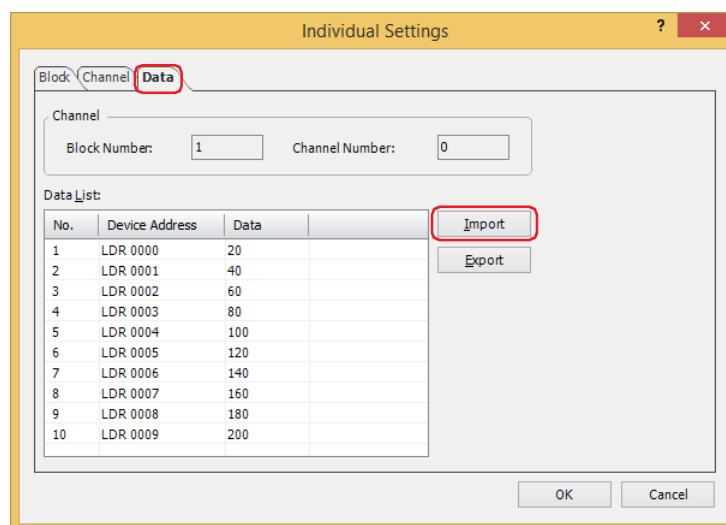 Individual Settings ? ×
Block Channel Data
Channel
Block Number: 1 Channel Number: 0
Data List:
No. Device Address Data
Import
1 LDR 0000 20
2 LDR 0001 40
Export
3 LDR 0002 60
4 LDR 0003 80
5 LDR 0004 100
6 LDR 0005 120
7 LDR 0006 140
8 LDR 0007 160
9 LDR 0008 180
10 LDR 0009 200
OK Cancel